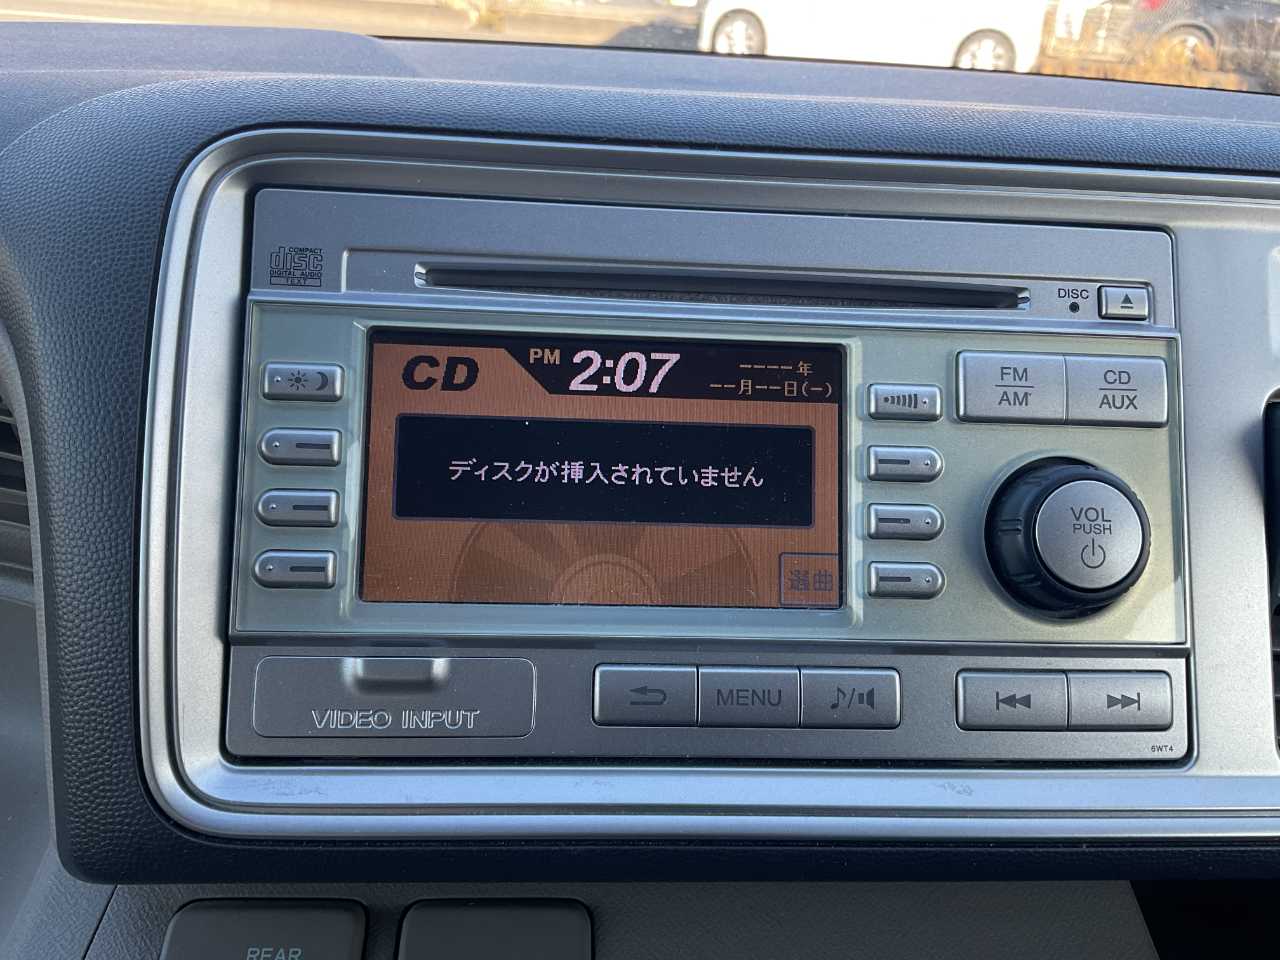 COMPACT
disc
DIGITAL AUDIO
TEXT
DISC
CD
PM 2:07
----年
--月--日(-)
ディスクが挿入されていません
選曲
FM
AM
CD
AUX
VOL
PUSH
VIDEO INPUT
MENU
6WT4
REAR